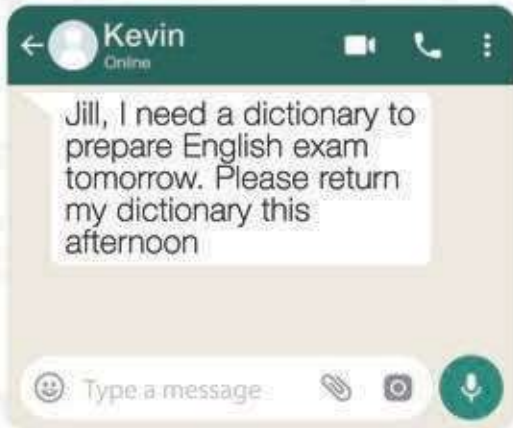 Kevin
Online
Jill, I need a dictionary to
prepare English exam
tomorrow. Please return
my dictionary this
afternoon
Type a message